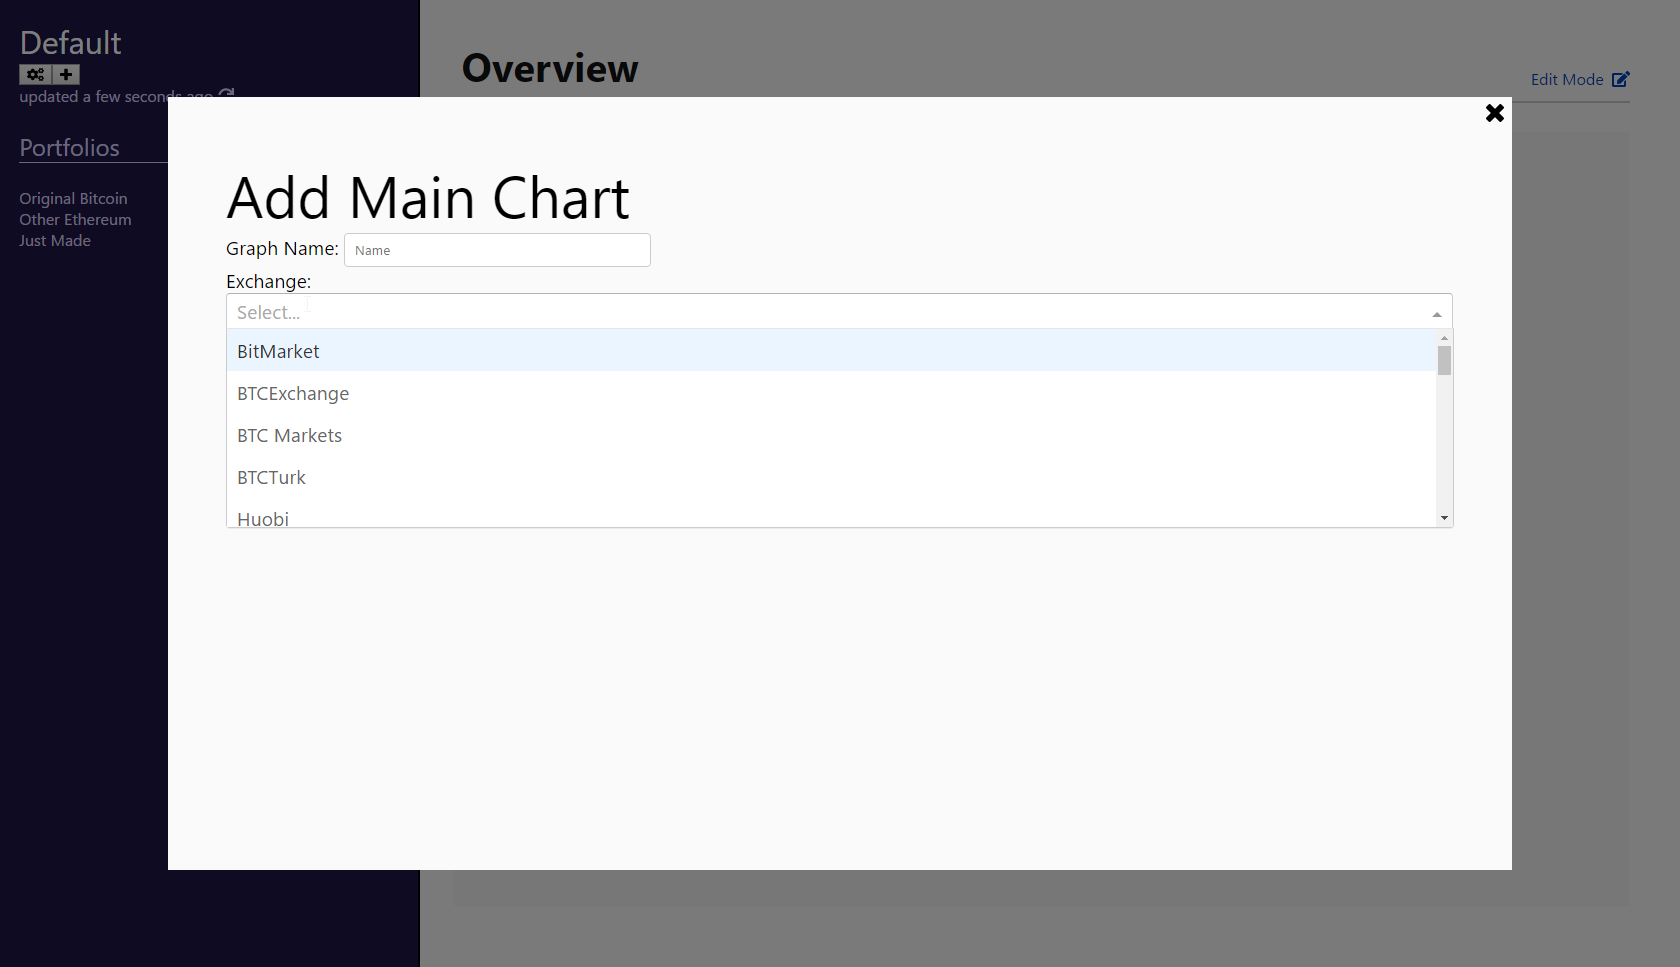 Default
updated a few seconds ago
Portfolios
Original Bitcoin
Other Ethereum
Just Made
Overview
Edit Mode
Add Main Chart
Graph Name: Name
Exchange:
Select...
BitMarket
BTCExchange
BTC Markets
BTCTurk
Huobi